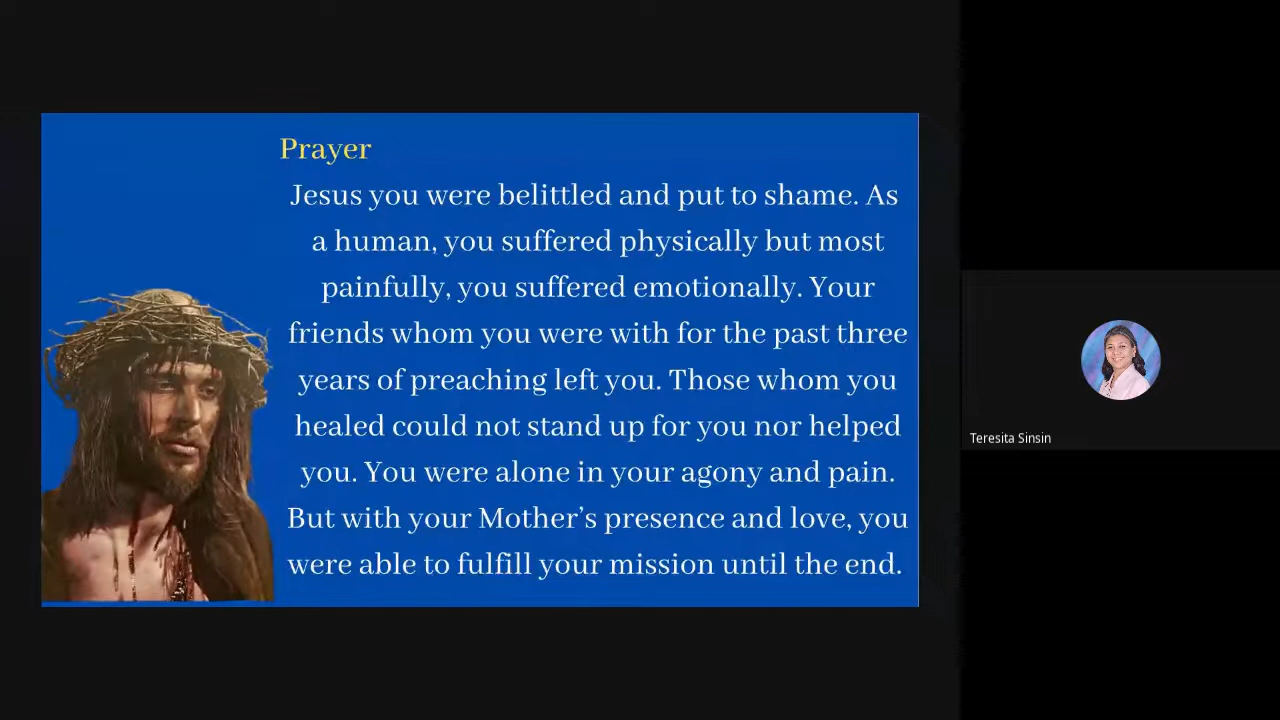 Prayer
Jesus you were belittled and put to shame. As
a human, you suffered physically but most
painfully, you suffered emotionally. Your
friends whom you were with for the past three
years of preaching left you. Those whom you
healed could not stand up for you nor helped
you. You were alone in your agony and pain.
But with your Mother’s presence and love, you
were able to fulfill your mission until the end.
Teresita Sinsin